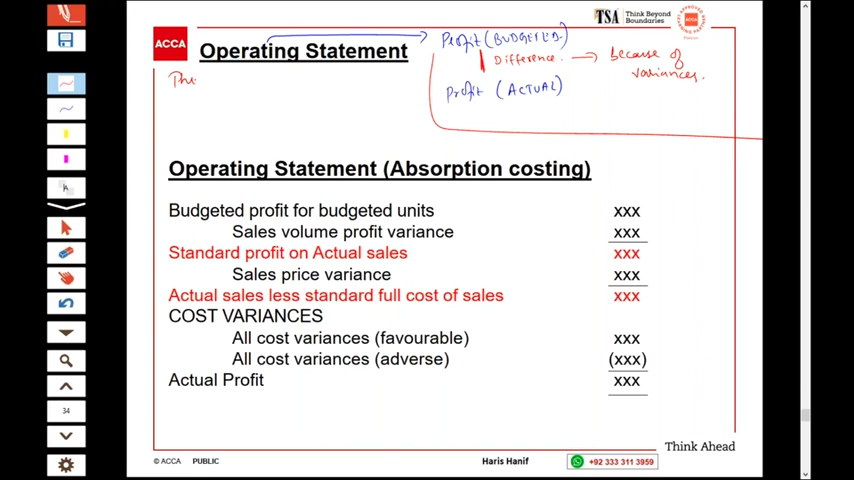 TSA Think Beyond
Boundaries
ACCA
Operating Statement
Profit (BUDGETED)
Difference → because of
variances.
Profit (ACTUAL)
Operating Statement (Absorption costing)
Budgeted profit for budgeted units xxx
Sales volume profit variance xxx
Standard profit on Actual sales xxx
Sales price variance xxx
Actual sales less standard full cost of sales xxx
COST VARIANCES
All cost variances (favourable) xxx
All cost variances (adverse) (xxx)
Actual Profit xxx
34
Think Ahead
© ACCA PUBLIC Haris Hanif +92 333 311 3959